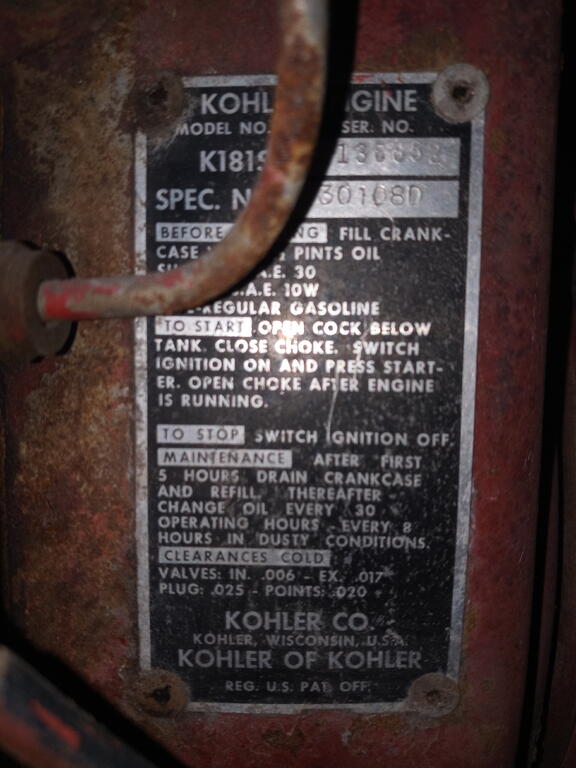 KOHL GINE
MODEL NO. SER. NO.
K181S
SPEC. N 30108D
BEFORE NG FILL CRANK-
CASE PINTS OIL
A.E. 30
S.A.E. 10W
REGULAR GASOLINE
TO START OPEN COCK BELOW
TANK. CLOSE CHOKE. SWITCH
IGNITION ON AND PRESS START-
ER. OPEN CHOKE AFTER ENGINE
IS RUNNING.
TO STOP SWITCH IGNITION OFF.
MAINTENANCE AFTER FIRST
5 HOURS DRAIN CRANKCASE
AND REFILL. THEREAFTER
CHANGE OIL EVERY 30
OPERATING HOURS - EVERY 8
HOURS IN DUSTY CONDITIONS.
CLEARANCES COLD
VALVES: IN. .006 - EX. .017
PLUG: .025 - POINTS: .020
KOHLER CO.
KOHLER, WISCONSIN, U.S.A.
KOHLER OF KOHLER
REG. U.S. PAT. OFF.